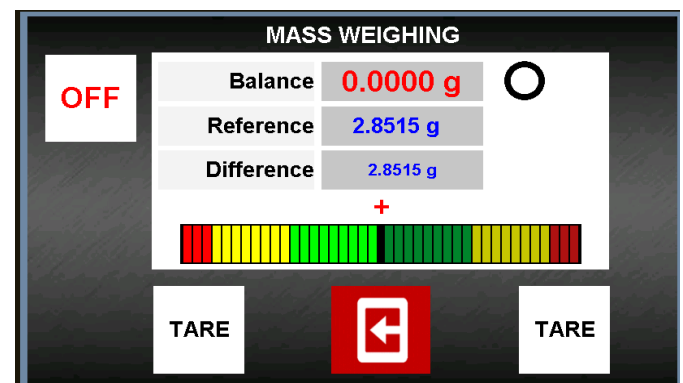 MASS WEIGHING
OFF
Balance 0.0000 g
Reference 2.8515 g
Difference 2.8515 g
+
TARE TARE